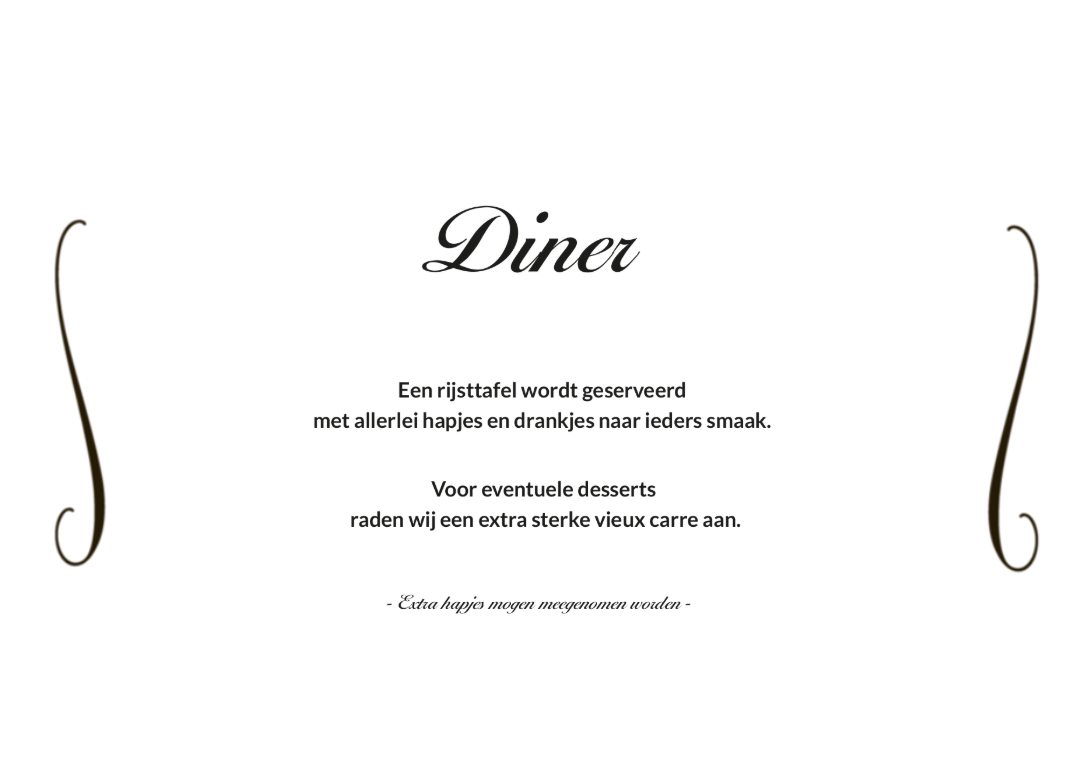 Diner
Een rijsttafel wordt geserveerd
met allerlei hapjes en drankjes naar ieders smaak.
Voor eventuele desserts
raden wij een extra sterke vieux carre aan.
- Extra hapjes mogen meegenomen worden -